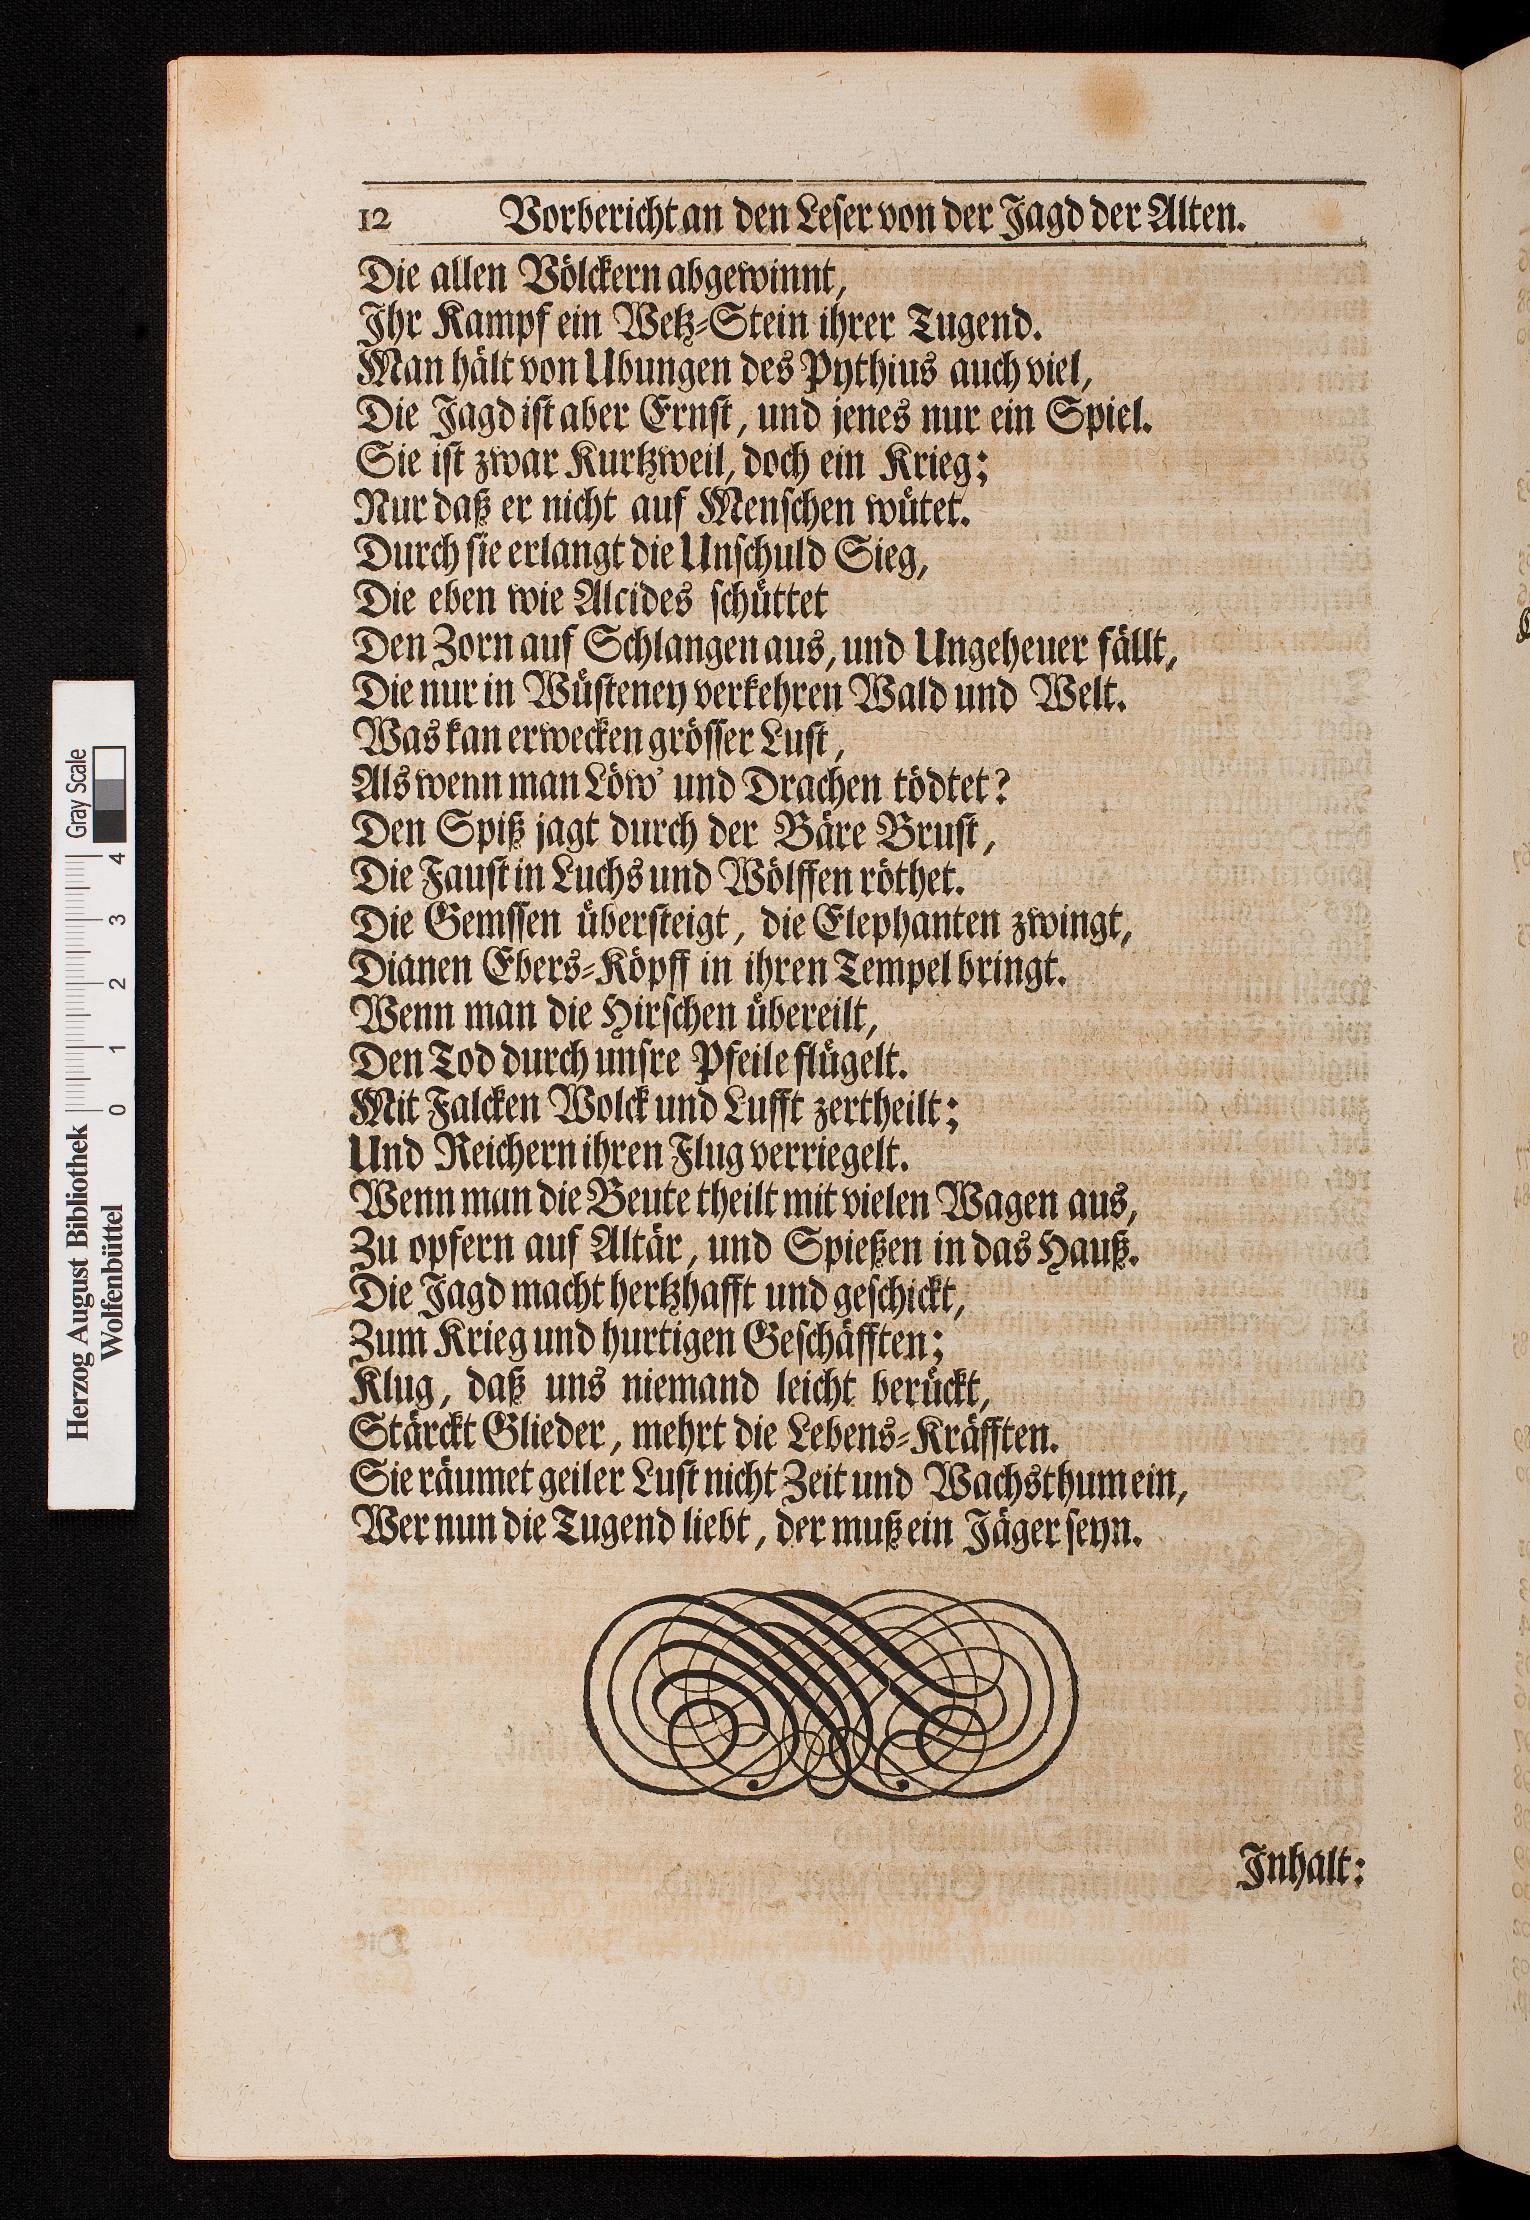 12 Vorbericht an den Leser von der Jagd der Alten.
Die allen Völckern abgewinnt,
Ihr Kampf ein Wetz-Stein ihrer Tugend.
Man hält von Ubungen des Pythius auch viel,
Die Jagd ist aber Ernst, und jenes nur ein Spiel.
Sie ist zwar Kurtzweil, doch ein Krieg;
Nur daß er nicht auf Menschen wütet.
Durch sie erlangt die Unschuld Sieg,
Die eben wie Alcides schüttet
Den Zorn auf Schlangen aus, und Ungeheuer fällt,
Die nur in Wüsteney verkehren Wald und Welt.
Was kan erwecken grösser Lust,
Als wenn man Löw' und Drachen tödtet?
Den Spiß jagt durch der Bäre Brust,
Die Faust in Luchs und Wölffen röthet.
Die Gemssen übersteigt, die Elephanten zwingt,
Dianen Ebers-Köpff in ihren Tempel bringt.
Wenn man die Hirschen übereilt,
Den Tod durch unsre Pfeile flügelt.
Mit Falcken Wolck und Lufft zertheilt;
Und Reichern ihren Flug verriegelt.
Wenn man die Beute theilt mit vielen Wagen aus,
Zu opfern auf Altär, und Spießen in das Hauß.
Die Jagd macht hertzhafft und geschickt,
Zum Krieg und hurtigen Geschäfften;
Klug, daß uns niemand leicht berückt,
Stärckt Glieder, mehrt die Lebens-Kräfften.
Sie räumet geiler Lust nicht Zeit und Wachsthum ein,
Wer nun die Tugend liebt, der muß ein Jäger seyn.
Inhalt:
Herzog August Bibliothek
Wolfenbüttel
0 1 2 3 4
Gray Scale